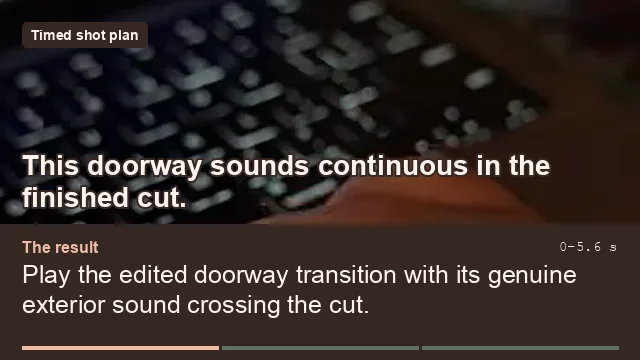 Timed shot plan
This doorway sounds continuous in the
finished cut.
The result
0–5.6 s
Play the edited doorway transition with its genuine
exterior sound crossing the cut.